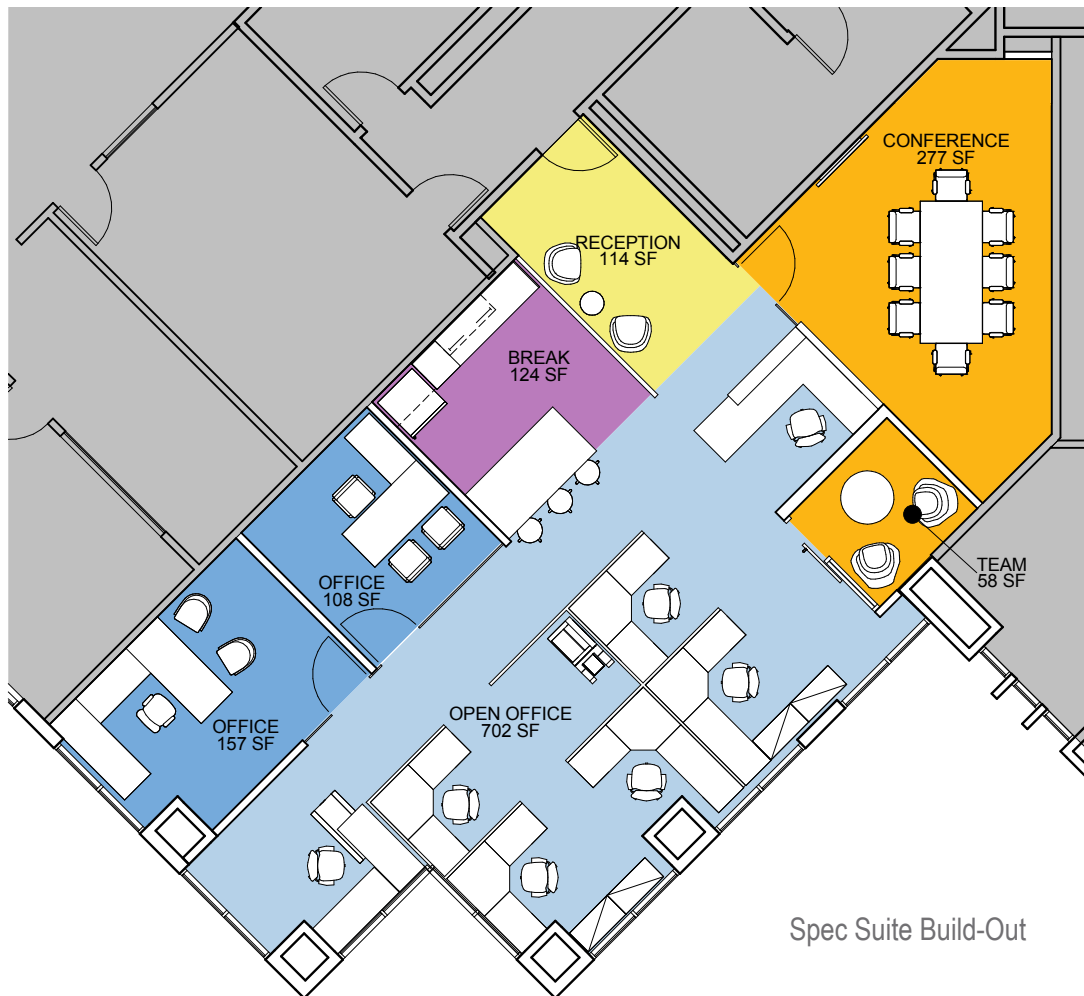 CONFERENCE
277 SF
RECEPTION
114 SF
BREAK
124 SF
TEAM
58 SF
OFFICE
108 SF
OFFICE
157 SF
OPEN OFFICE
702 SF
Spec Suite Build-Out